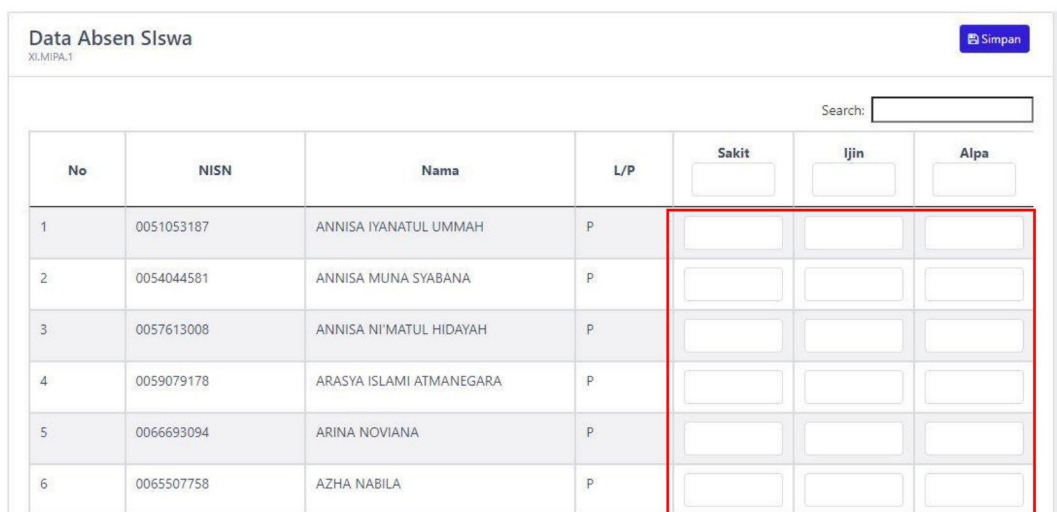 Data Absen SIswa
XI.MIPA.1
Simpan
Search:
No NISN Nama L/P Sakit Ijin Alpa
1 0051053187 ANNISA IYANATUL UMMAH P
2 0054044581 ANNISA MUNA SYABANA P
3 0057613008 ANNISA NI'MATUL HIDAYAH P
4 0059079178 ARASYA ISLAMI ATMANEGARA P
5 0066693094 ARINA NOVIANA P
6 0065507758 AZHA NABILA P